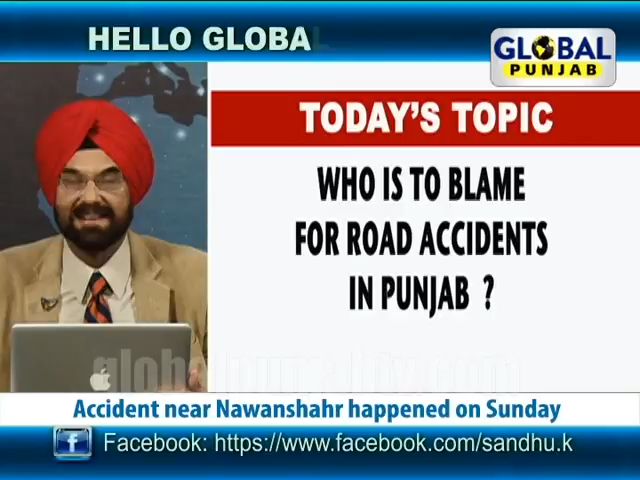 HELLO GLOBAL
GLOBAL
PUNJAB
TODAY'S TOPIC
WHO IS TO BLAME
FOR ROAD ACCIDENTS
IN PUNJAB ?
Accident near Nawanshahr happened on Sunday
f Facebook: https://www.facebook.com/sandhu.k